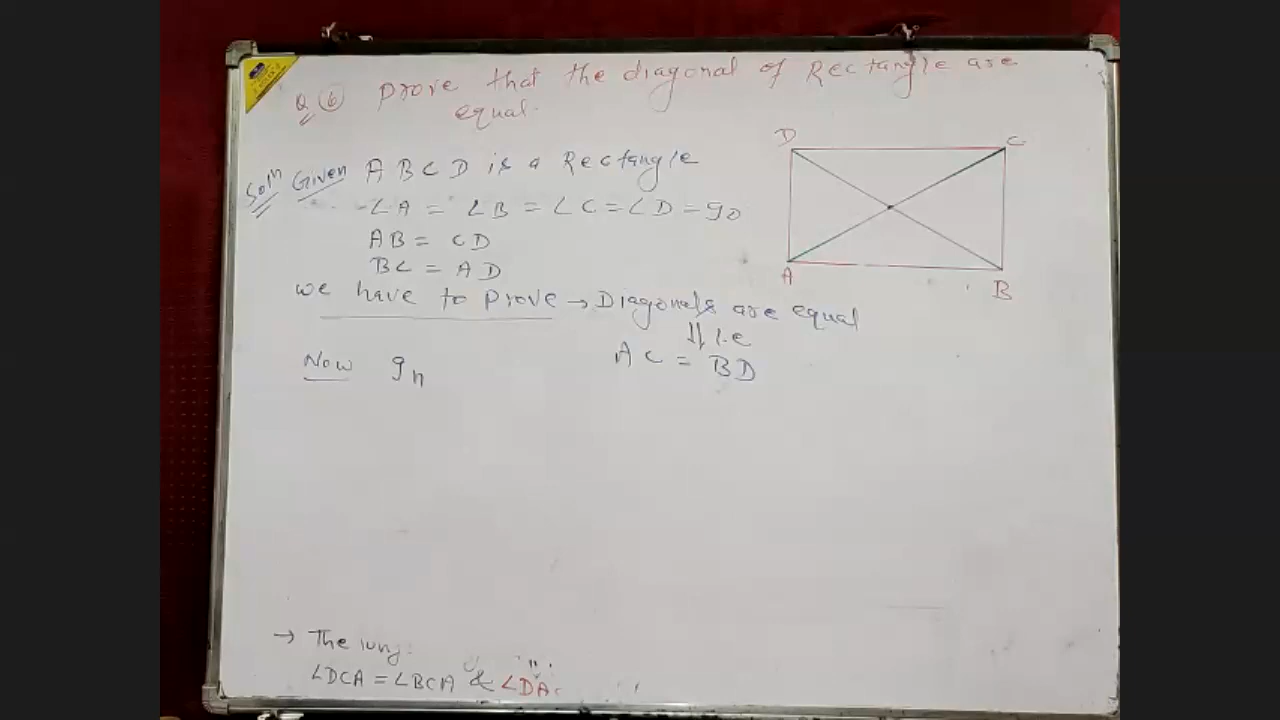 Q. 6 Prove that the diagonal of Rectangle are
equal.
Soln Given A B C D is a Rectangle
∠A = ∠B = ∠C = ∠D = 90
AB = CD
BC = AD
we have to prove → Diagonals are equal
⇓ i.e
AC = BD
Now In
D C
A B
→ The
∠DCA = ∠BCA & ∠DAC